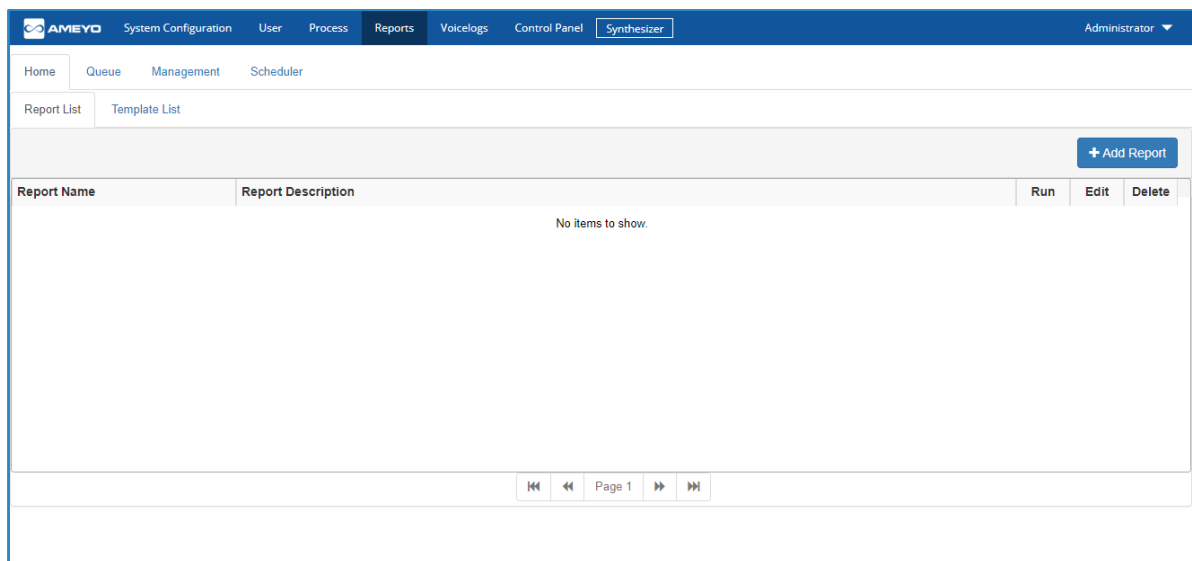 AMEYO System Configuration User Process Reports Voicelogs Control Panel Synthesizer Administrator
Home Queue Management Scheduler
Report List Template List
+ Add Report
Report Name Report Description Run Edit Delete
No items to show.
Page 1